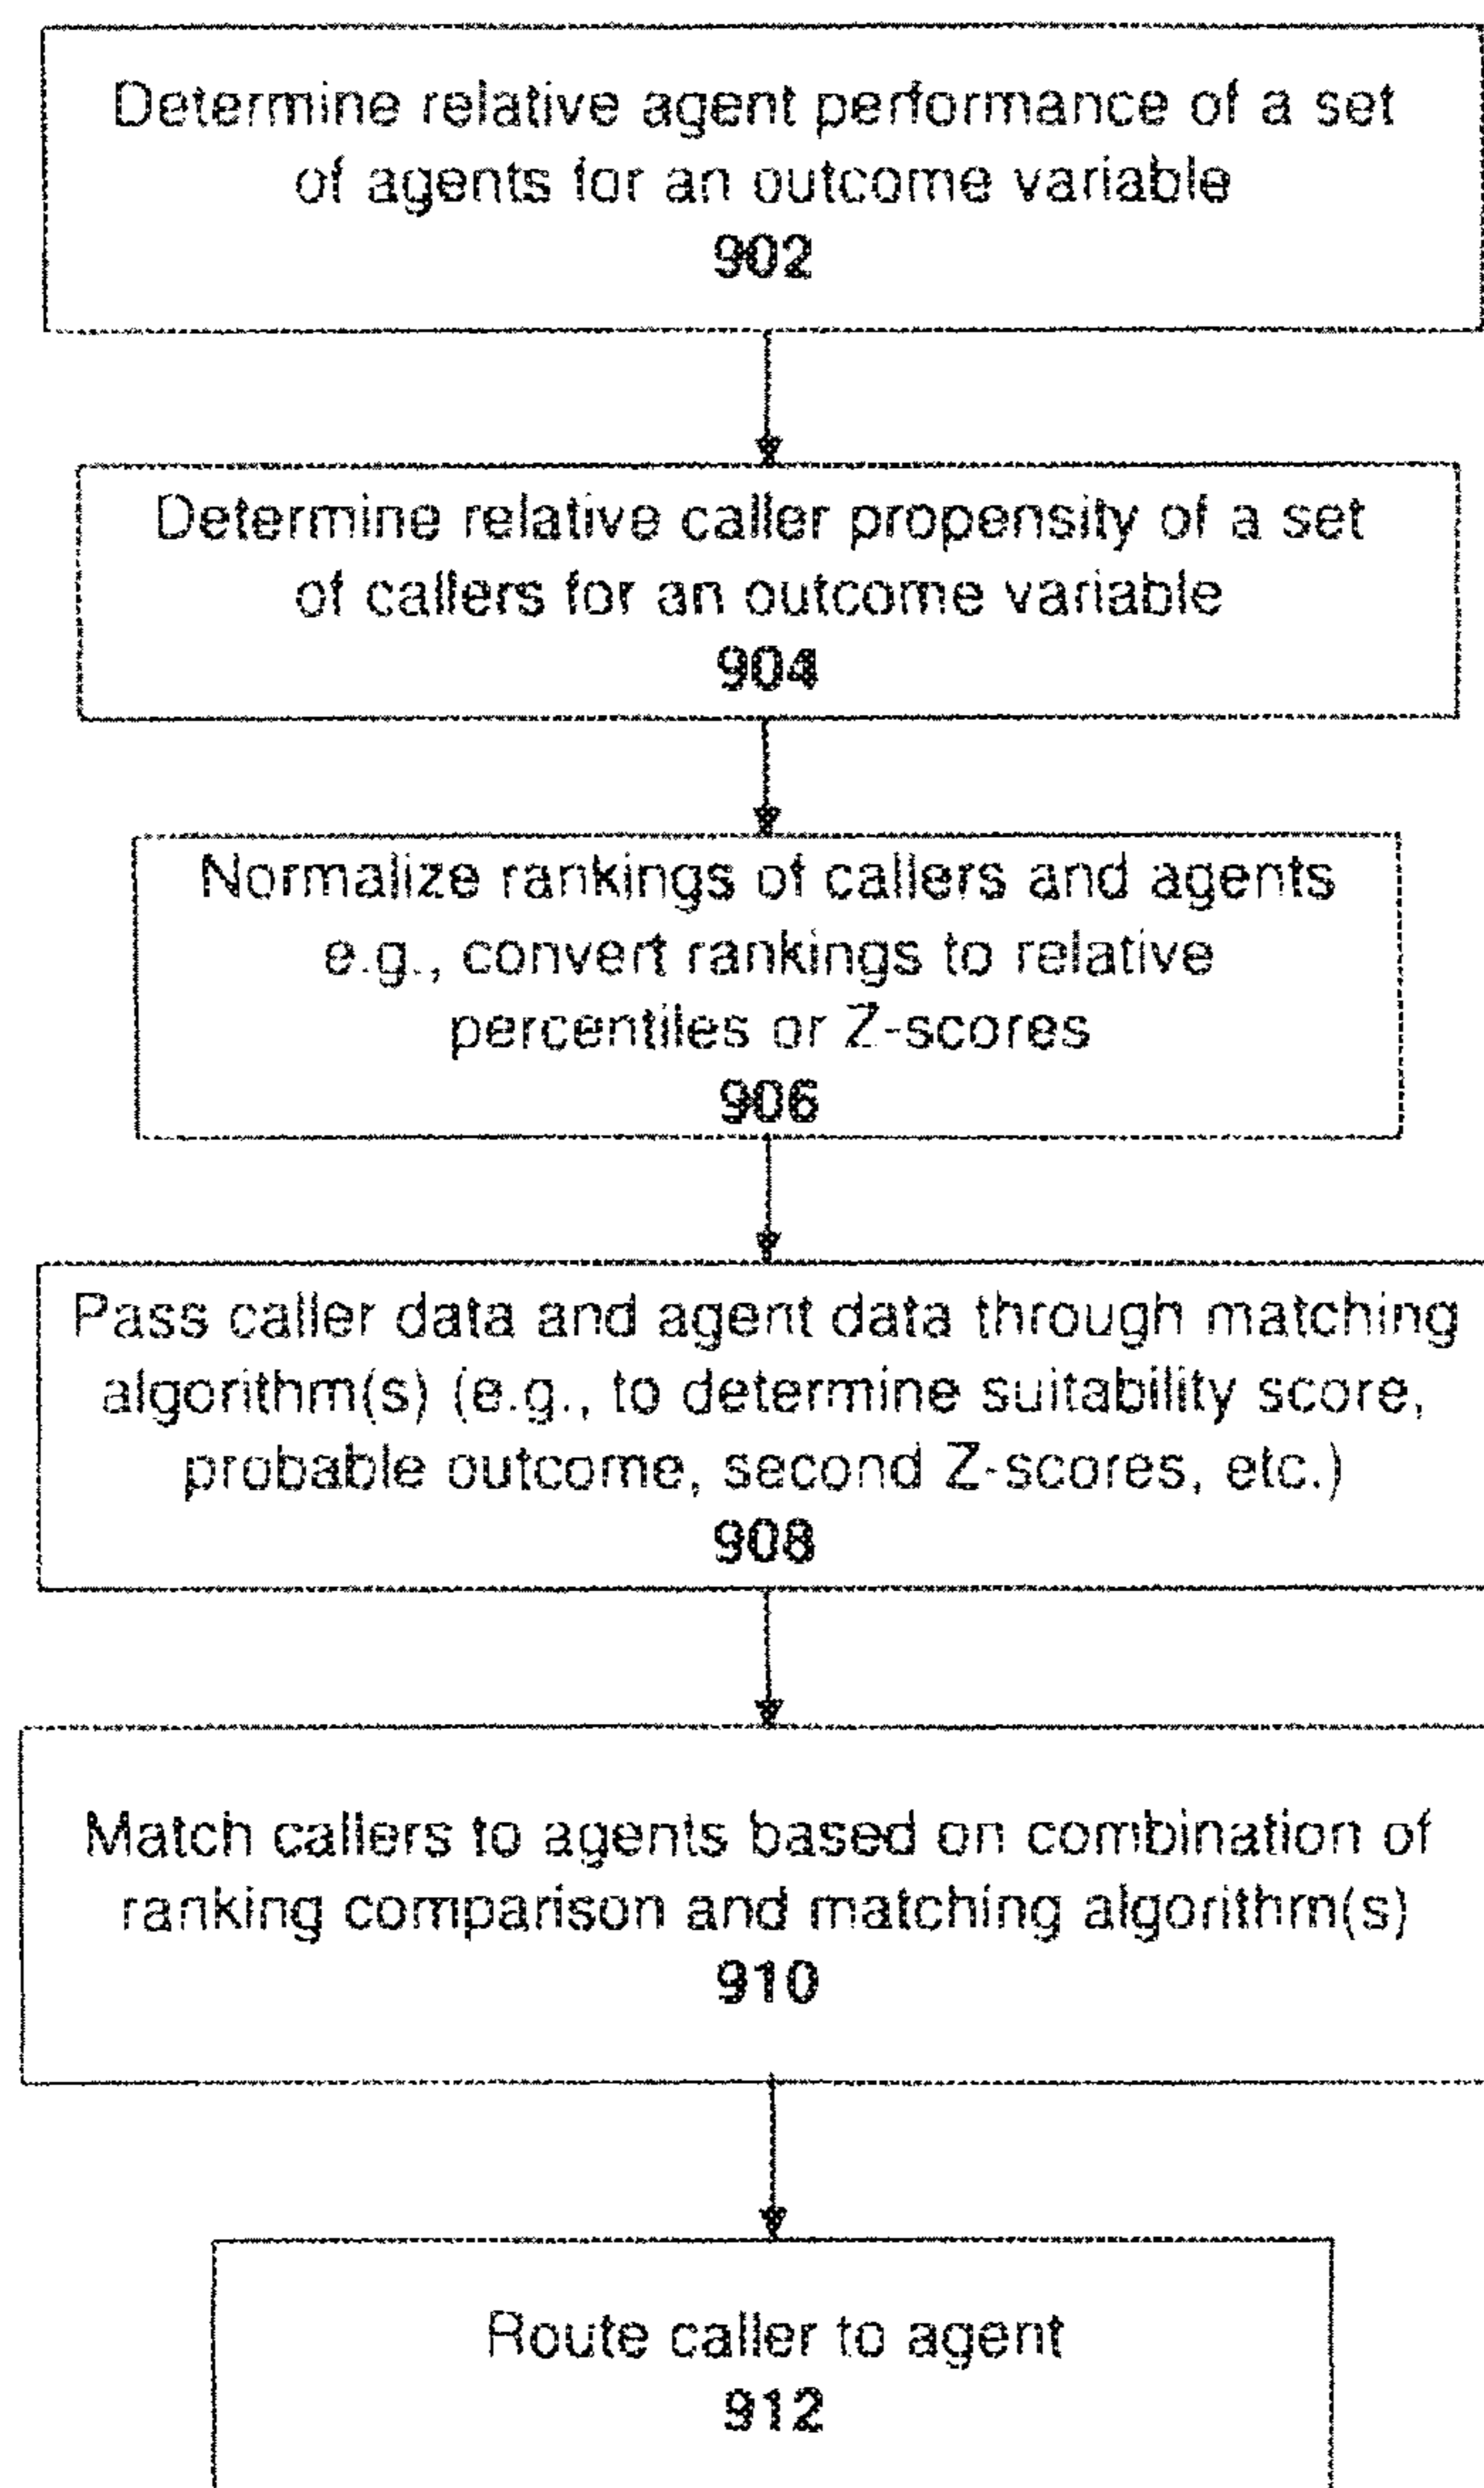 Determine relative agent performance of a set
of agents for an outcome variable
902
Determine relative caller propensity of a set
of callers for an outcome variable
904
Normalize rankings of callers and agents
e.g., convert rankings to relative
percentiles or Z-scores
906
Pass caller data and agent data through matching
algorithm(s) (e.g., to determine suitability score,
probable outcome, second Z-scores, etc.)
908
Match callers to agents based on combination of
ranking comparison and matching algorithm(s)
910
Route caller to agent
912